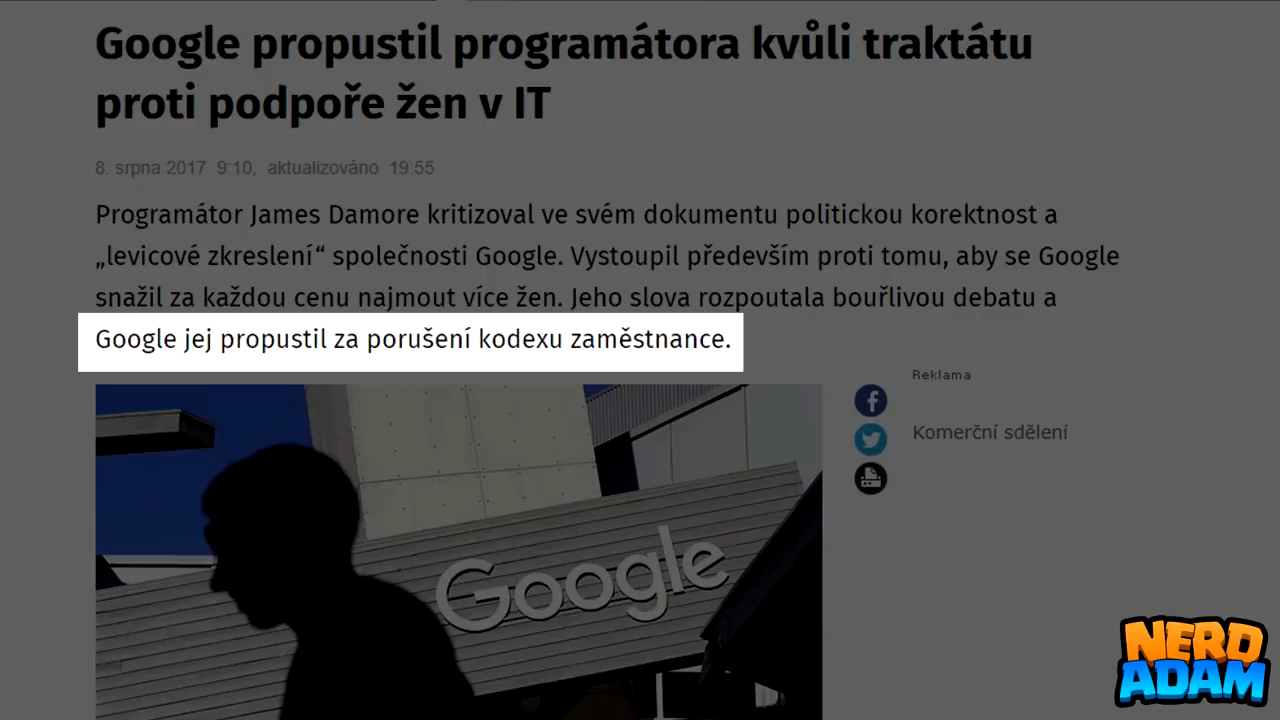 Google propustil programátora kvůli traktátu
proti podpoře žen v IT
8. srpna 2017 9:10, aktualizováno 19:55
Programátor James Damore kritizoval ve svém dokumentu politickou korektnost a
„levicové zkreslení“ společnosti Google. Vystoupil především proti tomu, aby se Google
snažil za každou cenu najmout více žen. Jeho slova rozpoutala bouřlivou debatu a
Google jej propustil za porušení kodexu zaměstnance.
Reklama
Komerční sdělení
Google
NERD
ADAM